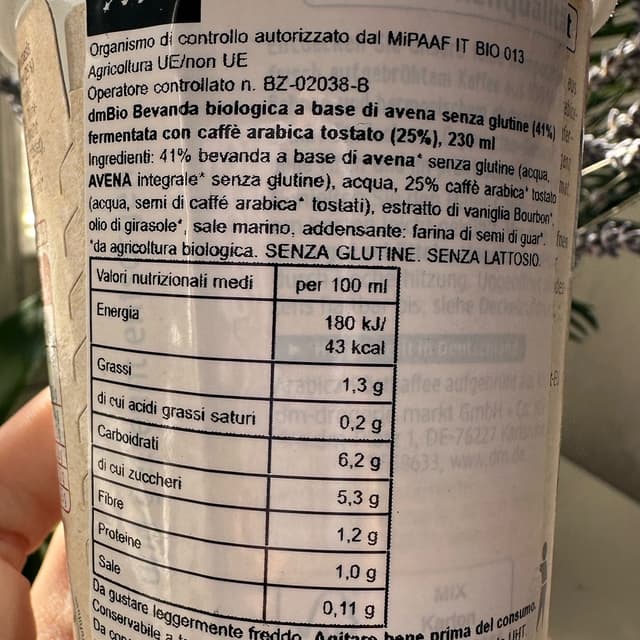 Organismo di controllo autorizzato dal MiPAAF IT BIO 013
Agricoltura UE/non UE
Operatore controllato n. BZ-02038-B
dmBio Bevanda biologica a base di avena senza glutine (41%)
fermentata con caffè arabica tostato (25%), 230 ml
Ingredienti: 41% bevanda a base di avena* senza glutine (acqua,
AVENA integrale* senza glutine), acqua, 25% caffè arabica* tostato
(acqua, semi di caffé arabica* tostati), estratto di vaniglia Bourbon*,
olio di girasole*, sale marino, addensante: farina di semi di guar*.
*da agricoltura biologica. SENZA GLUTINE. SENZA LATTOSIO.
Valori nutrizionali medi per 100 ml
Energia 180 kJ/
43 kcal
Grassi 1,3 g
di cui acidi grassi saturi 0,2 g
Carboidrati 6,2 g
di cui zuccheri 5,3 g
Fibre 1,2 g
Proteine 1,0 g
Sale 0,11 g
Da gustare leggermente freddo. Agitare bene prima del consumo.
Conservabile a